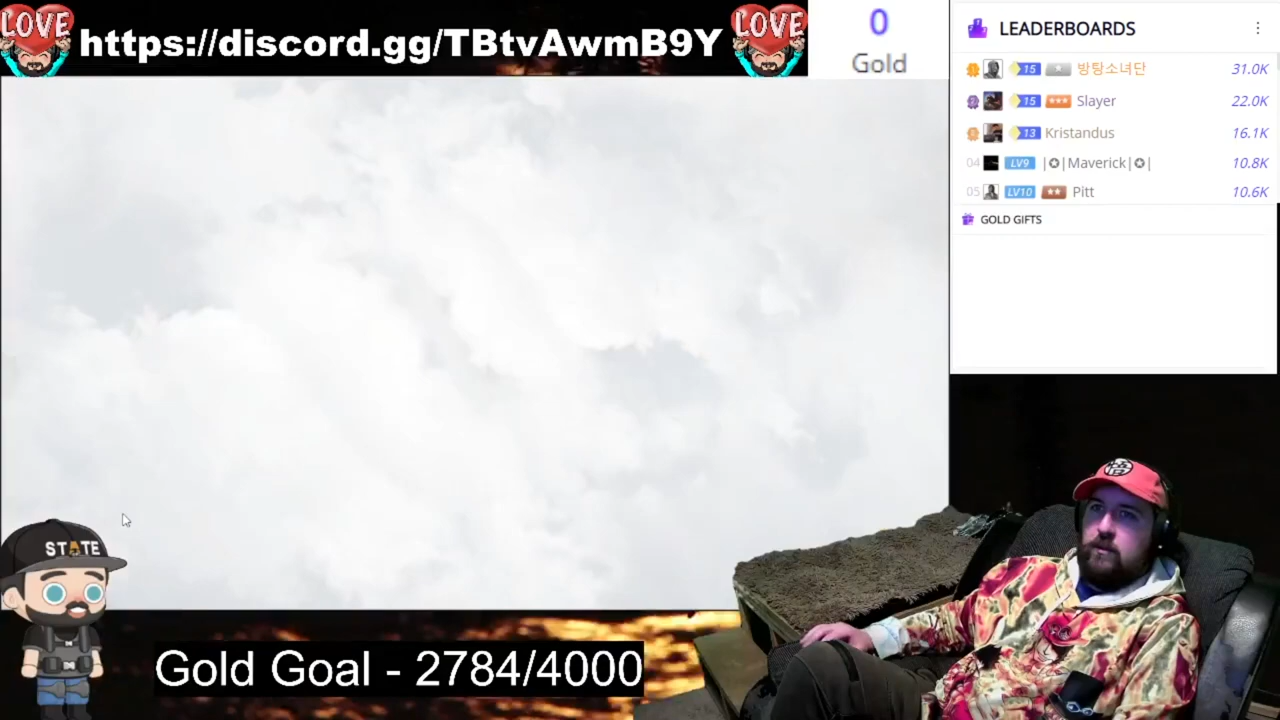 LOVE
https://discord.gg/TBtvAwmB9Y
LOVE
0
Gold
LEADERBOARDS
15 방탕소녀단 31.0K
15 Slayer 22.0K
13 Kristandus 16.1K
04 LV9 |✪|Maverick|✪| 10.8K
05 LV10 Pitt 10.6K
GOLD GIFTS
STATE
Gold Goal - 2784/4000